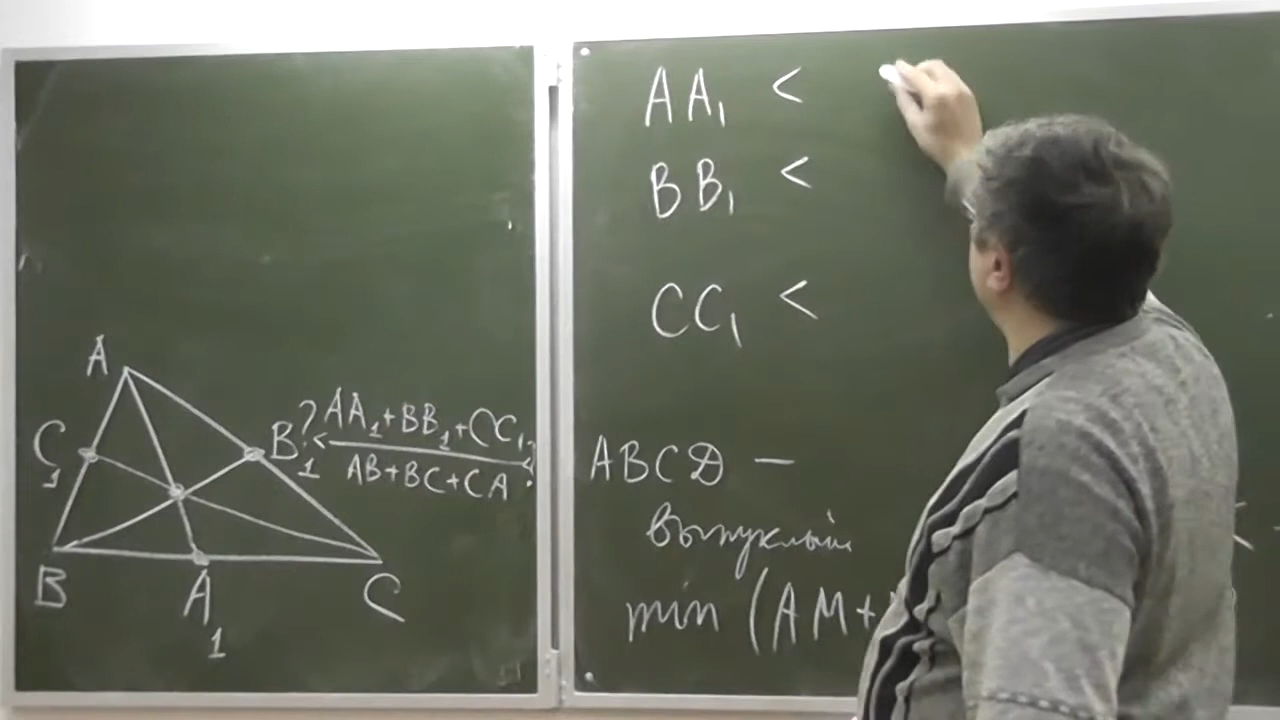 A
C₁
B₁
B
A₁
C
? < (AA₁+BB₁+CC₁)/(AB+BC+CA) < ?
AA₁ <
BB₁ <
CC₁ <
ABCD —
выпуклый
min (AM+